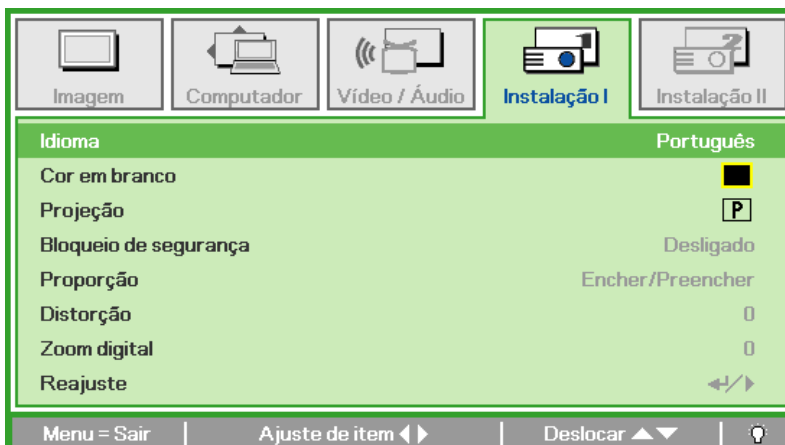 Imagem
Computador
Vídeo / Áudio
Instalação I
Instalação II
Idioma Português
Cor em branco
Projeção P
Bloqueio de segurança Desligado
Proporção Encher/Preencher
Distorção 0
Zoom digital 0
Reajuste
Menu = Sair Ajuste de item Deslocar